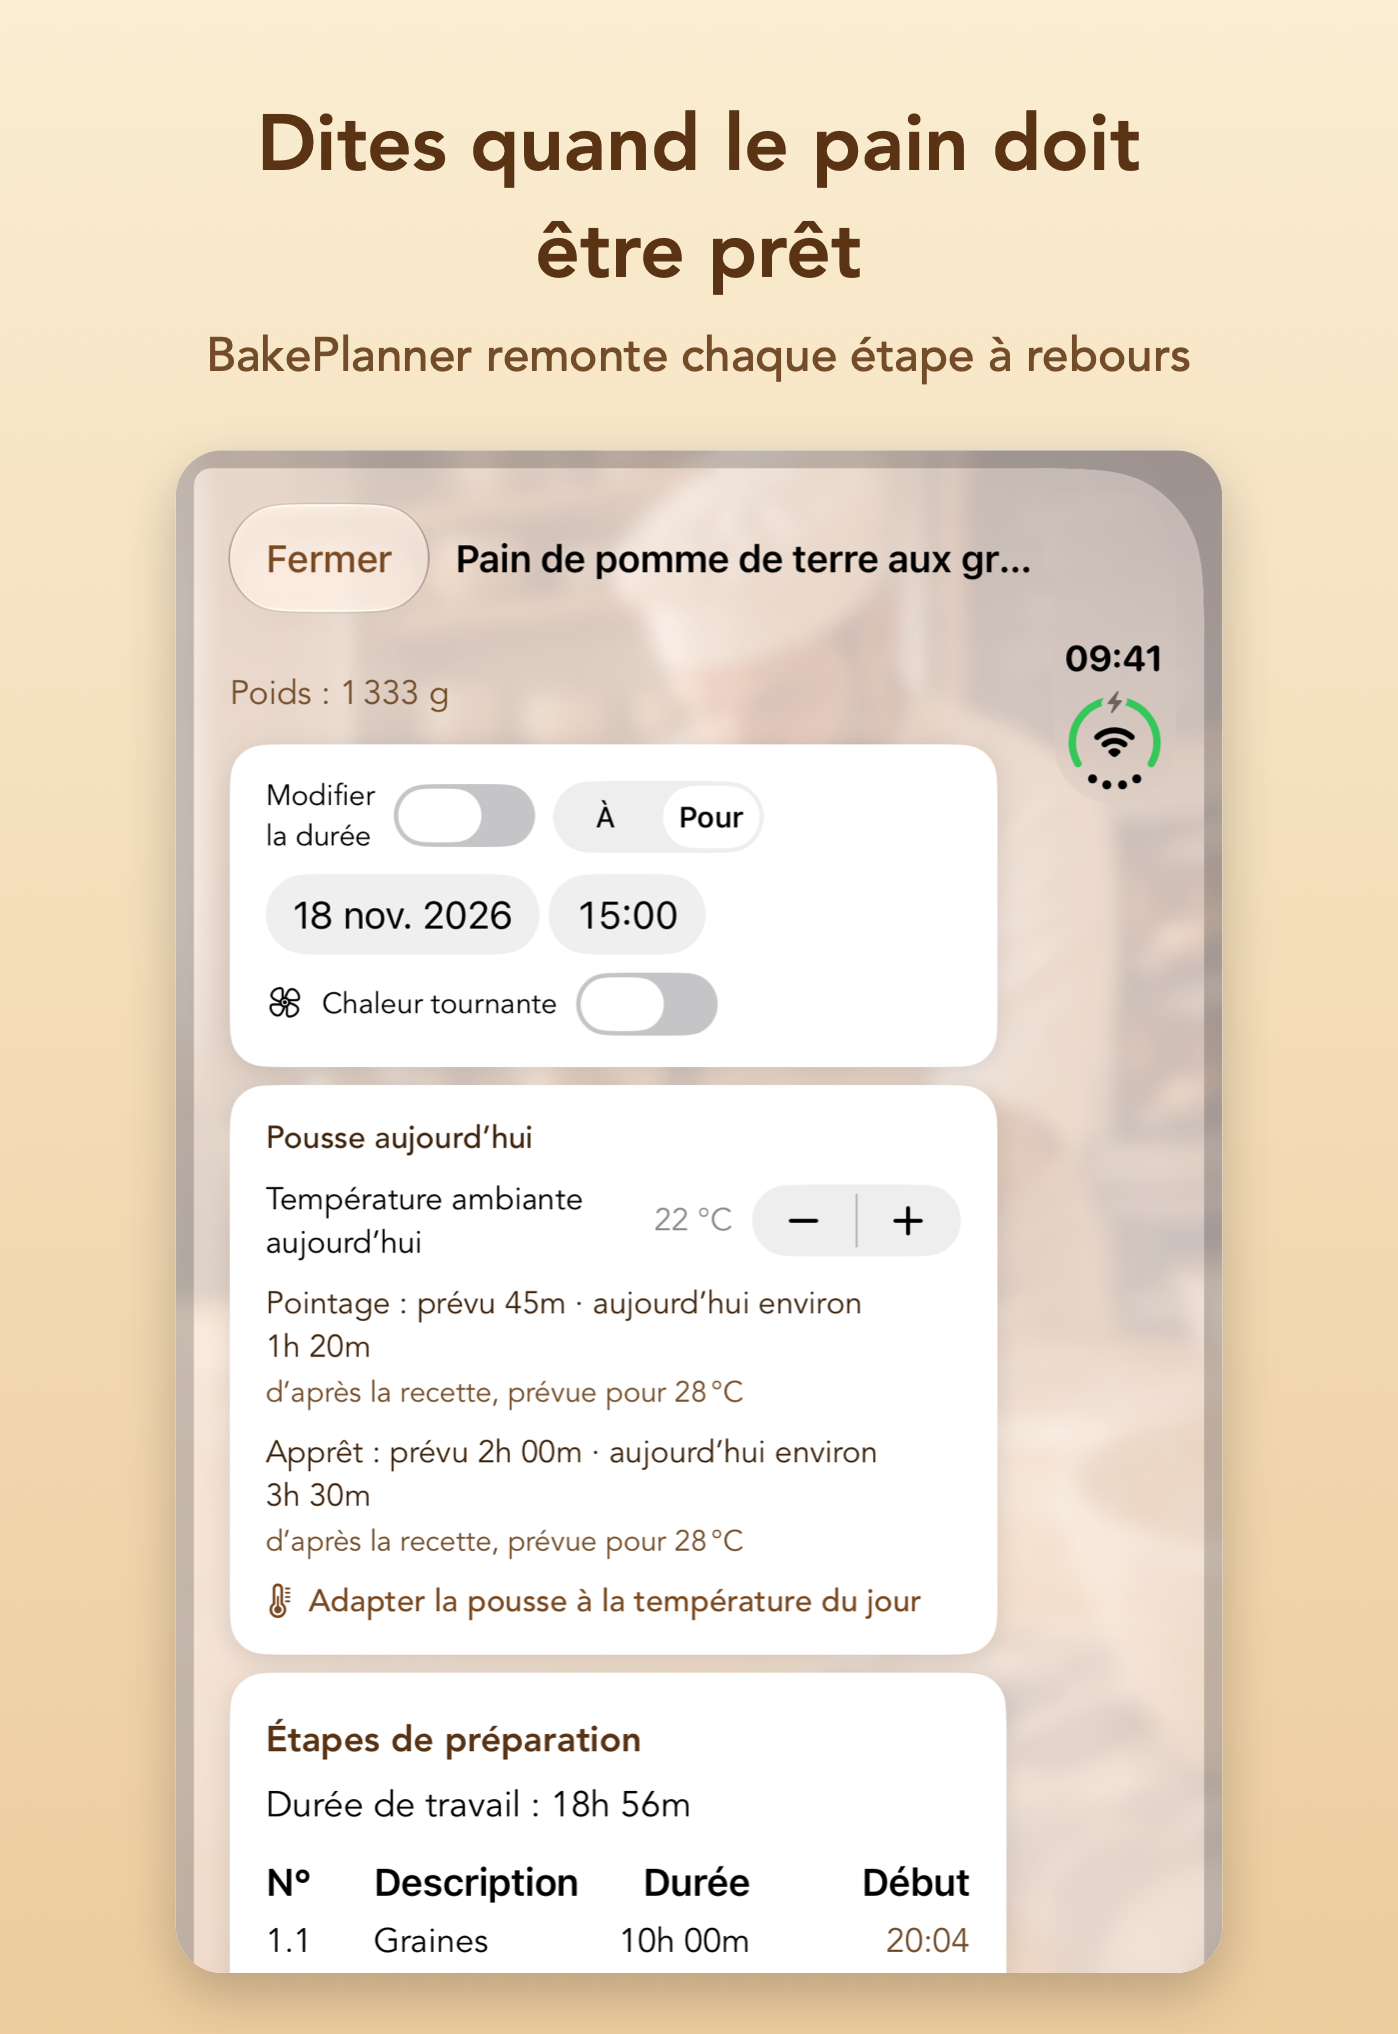 Dites quand le pain doit
être prêt
BakePlanner remonte chaque étape à rebours
Fermer
Pain de pomme de terre aux gr...
09:41
Poids : 1 333 g
Modifier
la durée
À
Pour
18 nov. 2026
15:00
Chaleur tournante
Pousse aujourd’hui
Température ambiante
aujourd’hui
22 °C
− +
Pointage : prévu 45m · aujourd’hui environ
1h 20m
d’après la recette, prévue pour 28 °C
Apprêt : prévu 2h 00m · aujourd’hui environ
3h 30m
d’après la recette, prévue pour 28 °C
Adapter la pousse à la température du jour
Étapes de préparation
Durée de travail : 18h 56m
N° Description Durée Début
1.1 Graines 10h 00m 20:04